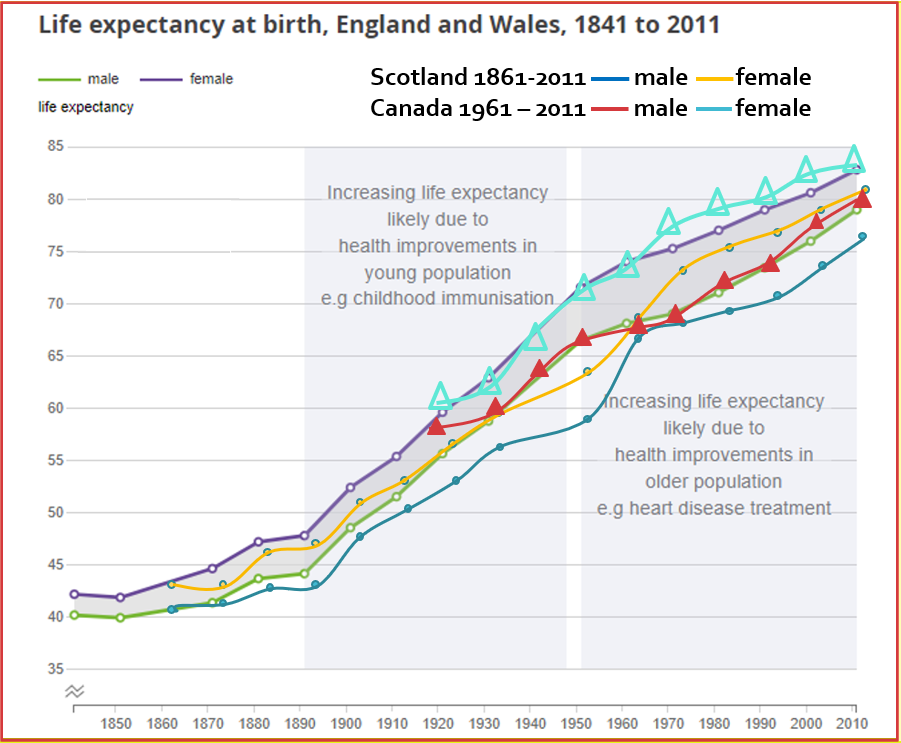 Life expectancy at birth, England and Wales, 1841 to 2011
male female
Scotland 1861-2011 male female
life expectancy
Canada 1961 – 2011 male female
85
80
75
70
65
60
55
50
45
40
35
Increasing life expectancy
likely due to
health improvements in
young population
e.g childhood immunisation
Increasing life expectancy
likely due to
health improvements in
older population
e.g heart disease treatment
1850 1860 1870 1880 1890 1900 1910 1920 1930 1940 1950 1960 1970 1980 1990 2000 2010